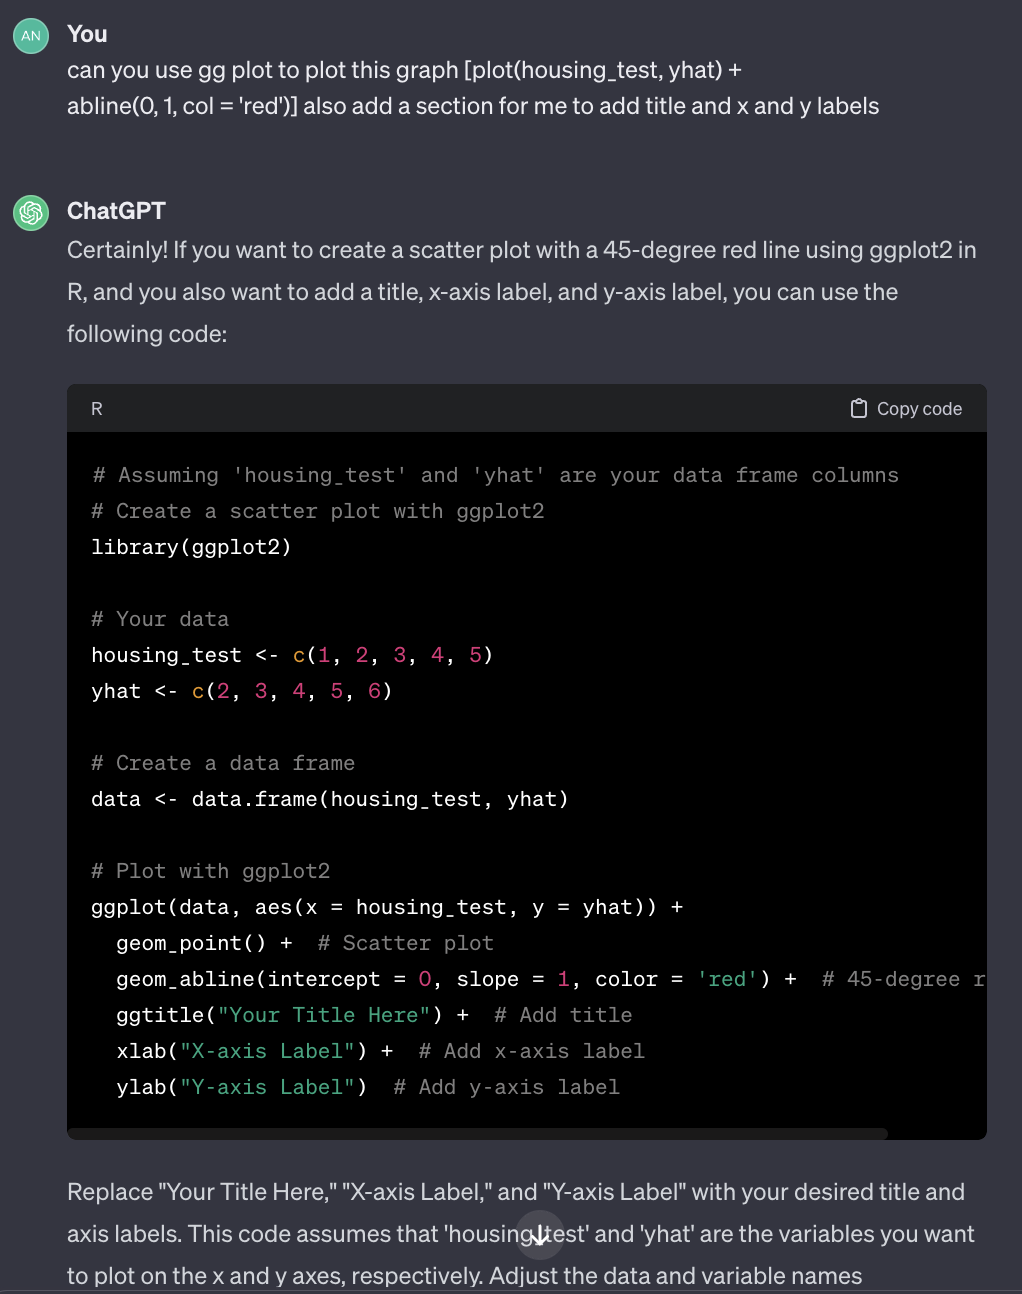 AN
You
can you use gg plot to plot this graph [plot(housing_test, yhat) +
abline(0, 1, col = 'red')] also add a section for me to add title and x and y labels
ChatGPT
Certainly! If you want to create a scatter plot with a 45-degree red line using ggplot2 in
R, and you also want to add a title, x-axis label, and y-axis label, you can use the
following code:
R Copy code
# Assuming 'housing_test' and 'yhat' are your data frame columns
# Create a scatter plot with ggplot2
library(ggplot2)
# Your data
housing_test <- c(1, 2, 3, 4, 5)
yhat <- c(2, 3, 4, 5, 6)
# Create a data frame
data <- data.frame(housing_test, yhat)
# Plot with ggplot2
ggplot(data, aes(x = housing_test, y = yhat)) +
geom_point() +  # Scatter plot
geom_abline(intercept = 0, slope = 1, color = 'red') +  # 45-degree r
ggtitle("Your Title Here") +  # Add title
xlab("X-axis Label") +  # Add x-axis label
ylab("Y-axis Label")  # Add y-axis label
Replace "Your Title Here," "X-axis Label," and "Y-axis Label" with your desired title and
axis labels. This code assumes that 'housing_test' and 'yhat' are the variables you want
to plot on the x and y axes, respectively. Adjust the data and variable names